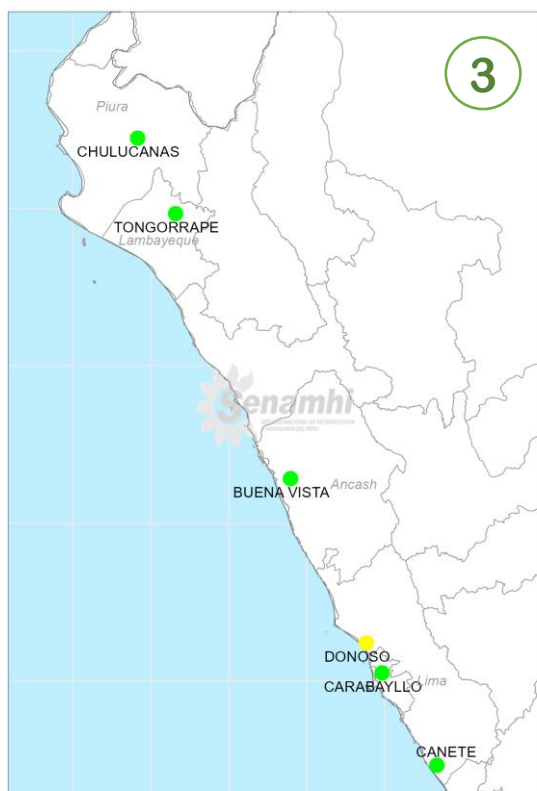 3
Piura
CHULUCANAS
TONGORRAPE
Lambayeque
Senamhi
BUENA VISTA
Ancash
DONOSO
CARABAYLLO
Lima
CANETE